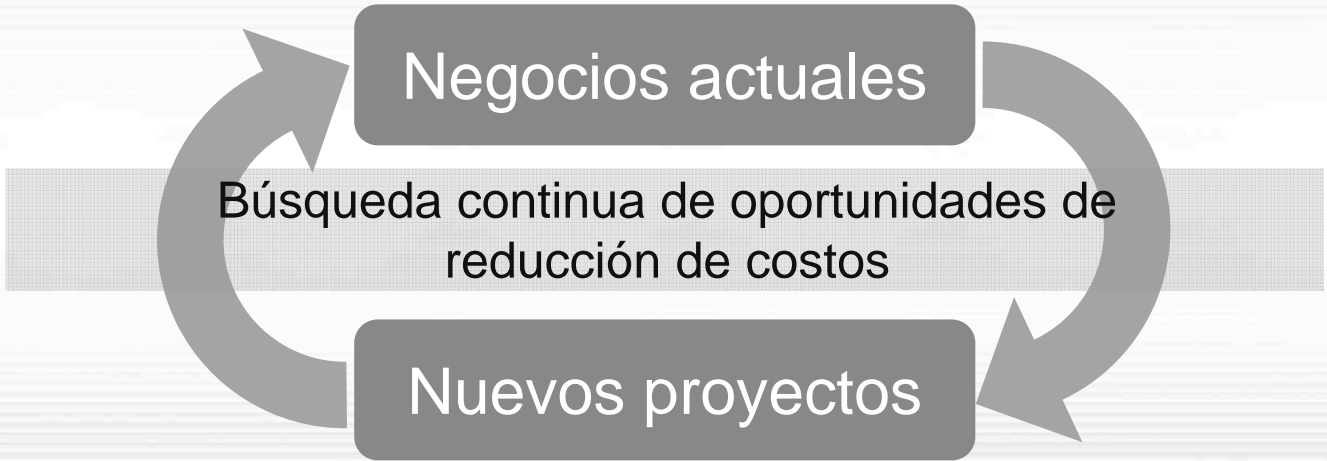 Negocios actuales
Búsqueda continua de oportunidades de
reducción de costos
Nuevos proyectos